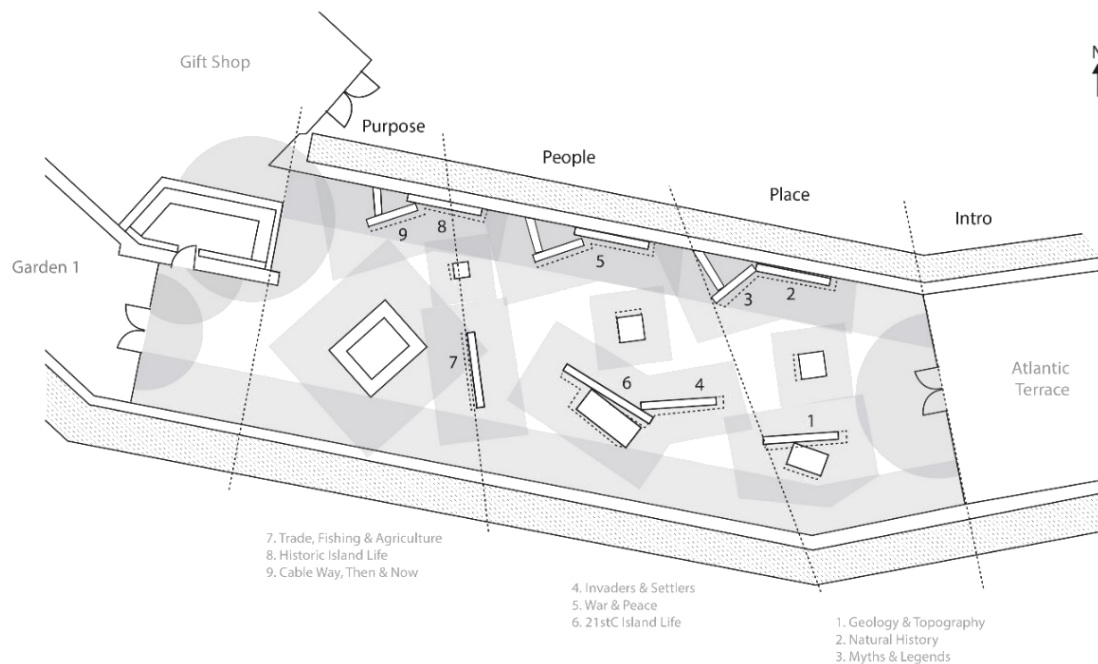 Gift Shop
N
Purpose
People
Place
Intro
Garden 1
Atlantic
Terrace
9
8
5
3
2
7
6
4
1
7. Trade, Fishing & Agriculture
8. Historic Island Life
9. Cable Way, Then & Now
4. Invaders & Settlers
5. War & Peace
6. 21stC Island Life
1. Geology & Topography
2. Natural History
3. Myths & Legends